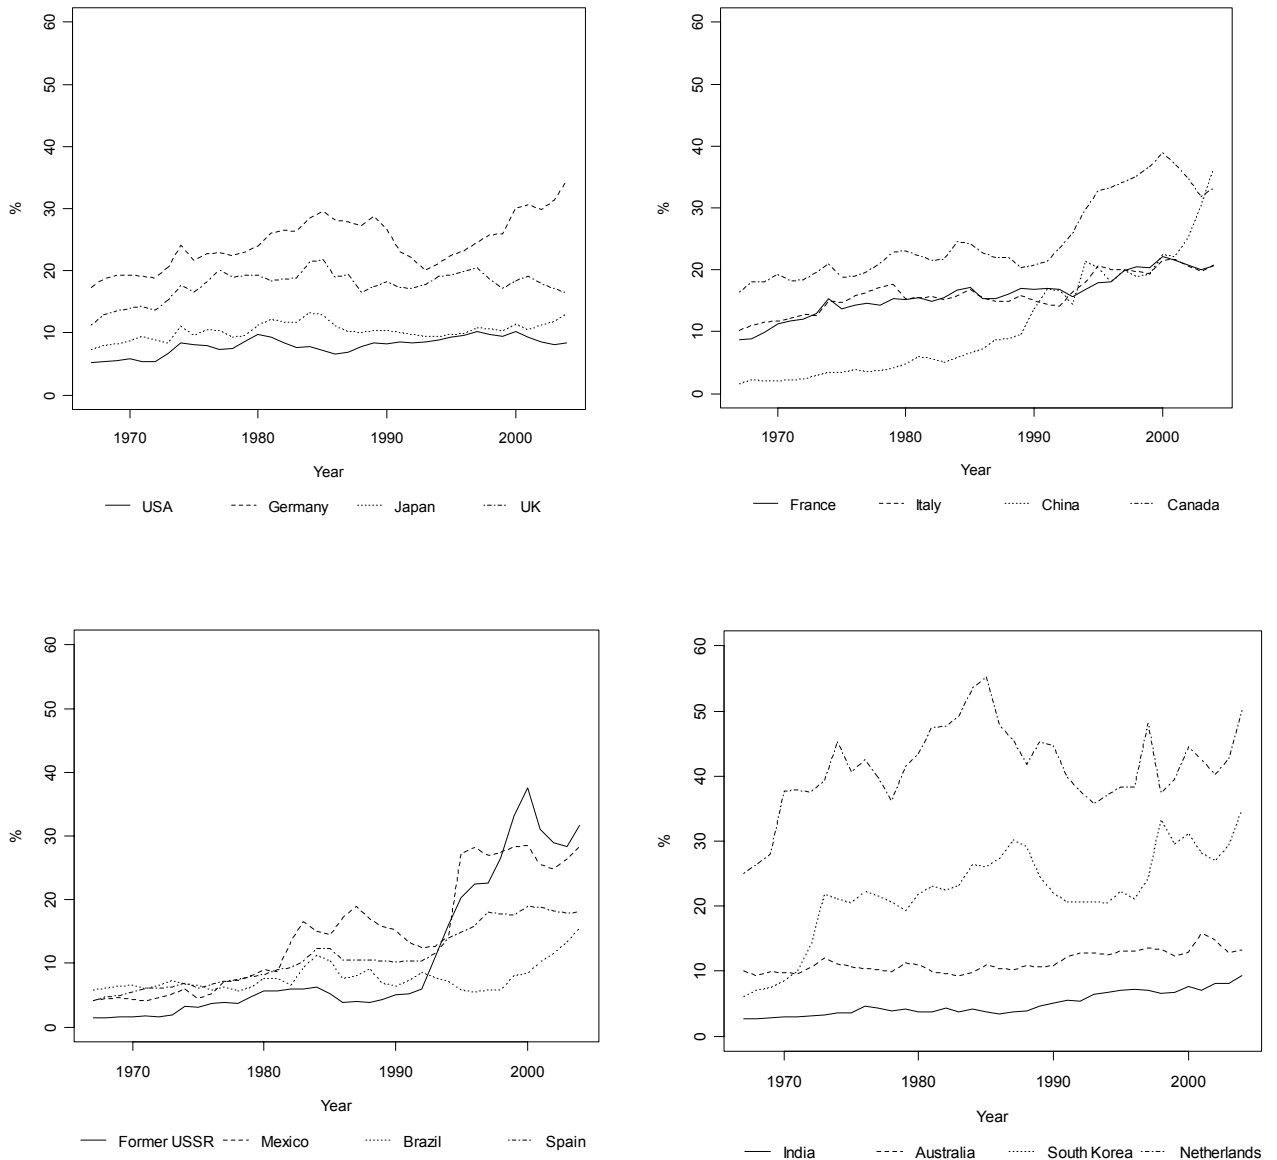 60
50
40
30
20
10
0
%
1970 1980 1990 2000
Year
USA Germany Japan UK
60
50
40
30
20
10
0
%
1970 1980 1990 2000
Year
France Italy China Canada
60
50
40
30
20
10
0
%
1970 1980 1990 2000
Year
Former USSR Mexico Brazil Spain
60
50
40
30
20
10
0
%
1970 1980 1990 2000
Year
India Australia South Korea Netherlands